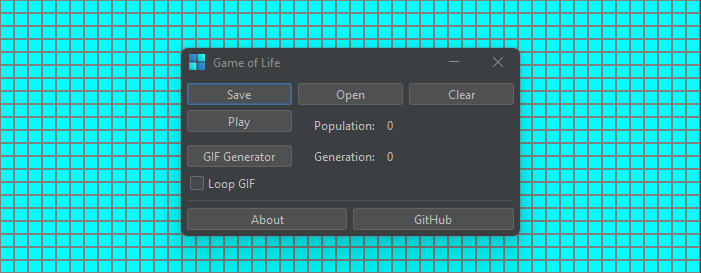 Game of Life
Save Open Clear
Play
Population: 0
GIF Generator
Generation: 0
Loop GIF
About GitHub